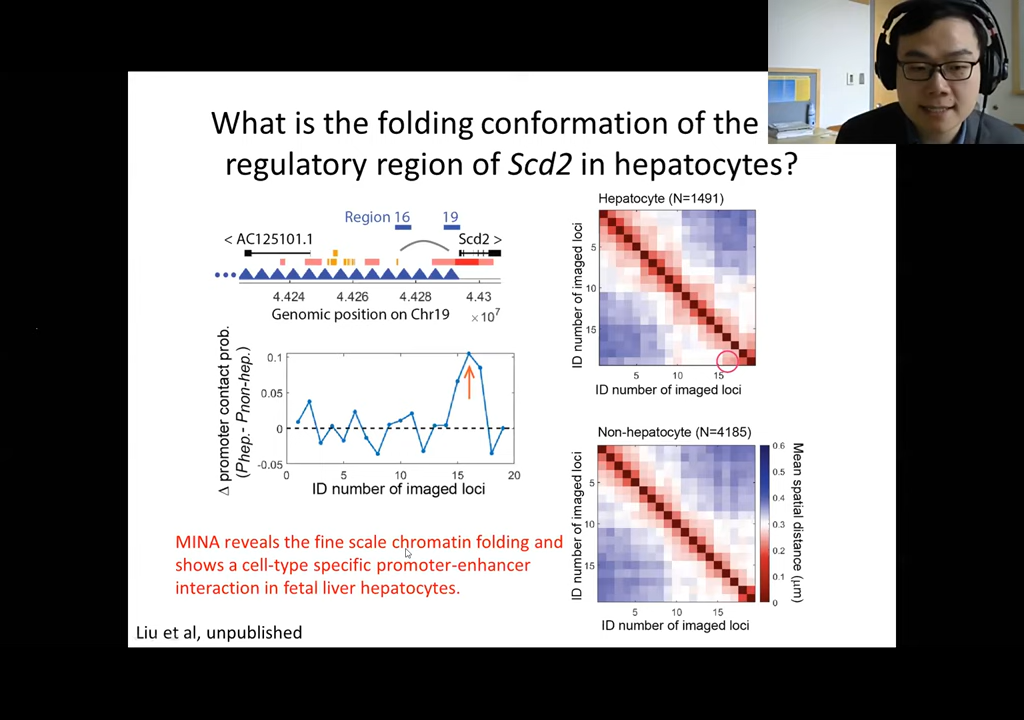 What is the folding conformation of the
regulatory region of Scd2 in hepatocytes?
Region 16
19
< AC125101.1
Scd2 >
4.424
4.426
4.428
4.43
Genomic position on Chr19
×10⁷
Δ promoter contact prob.
(Phep.- Pnon-hep.)
0.1
0.05
0
-0.05
0
5
10
15
20
ID number of imaged loci
MINA reveals the fine scale chromatin folding and
shows a cell-type specific promoter-enhancer
interaction in fetal liver hepatocytes.
Liu et al, unpublished
Hepatocyte (N=1491)
ID number of imaged loci
5
10
15
5
10
15
ID number of imaged loci
Non-hepatocyte (N=4185)
ID number of imaged loci
5
10
15
5
10
15
ID number of imaged loci
0.6
0.5
0.4
0.3
0.2
0.1
0
Mean spatial distance (µm)